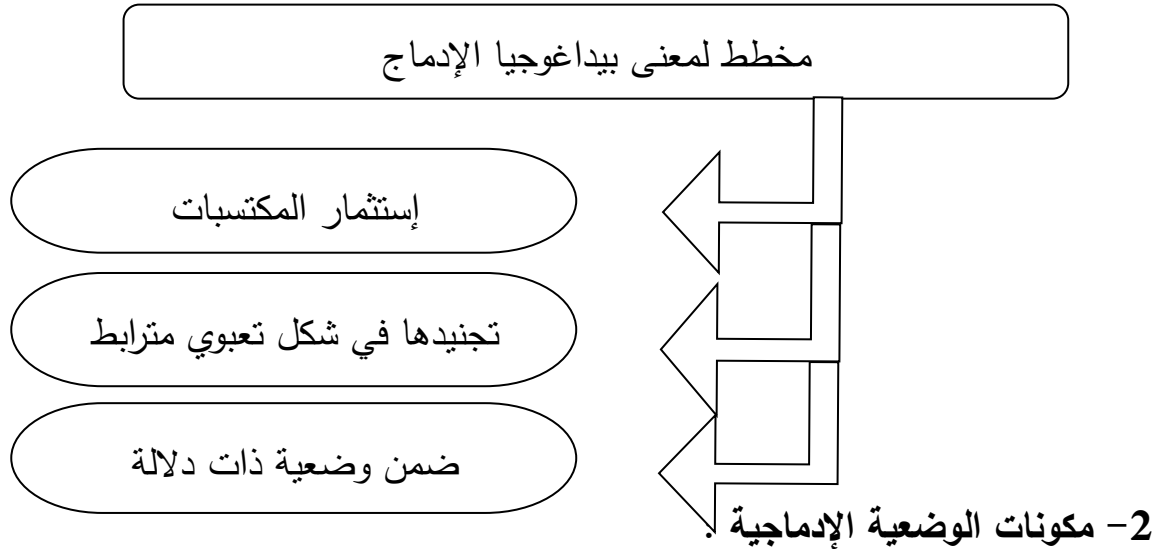 مخطط لمعنى بيداغوجيا الإدماج
إستثمار المكتسبات
تجنيدها في شكل تعبوي مترابط
ضمن وضعية ذات دلالة
2- مكونات الوضعية الإدماجية :